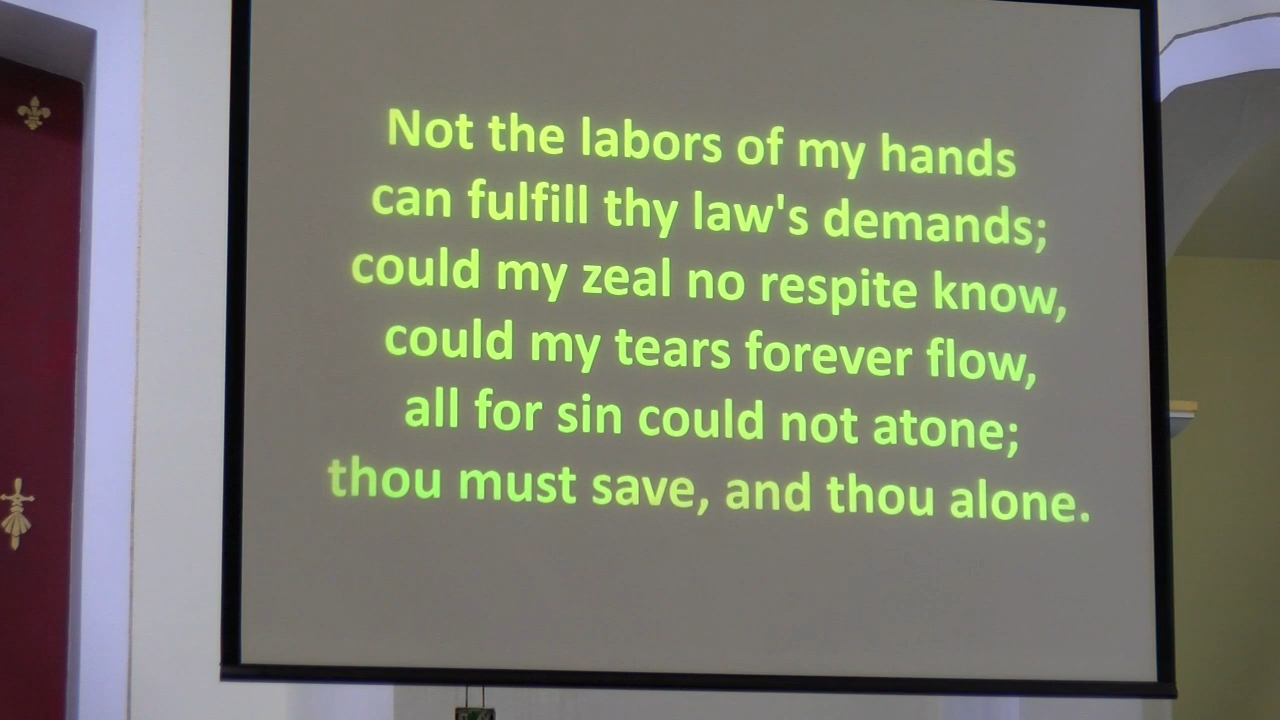 Not the labors of my hands
can fulfill thy law's demands;
could my zeal no respite know,
could my tears forever flow,
all for sin could not atone;
thou must save, and thou alone.